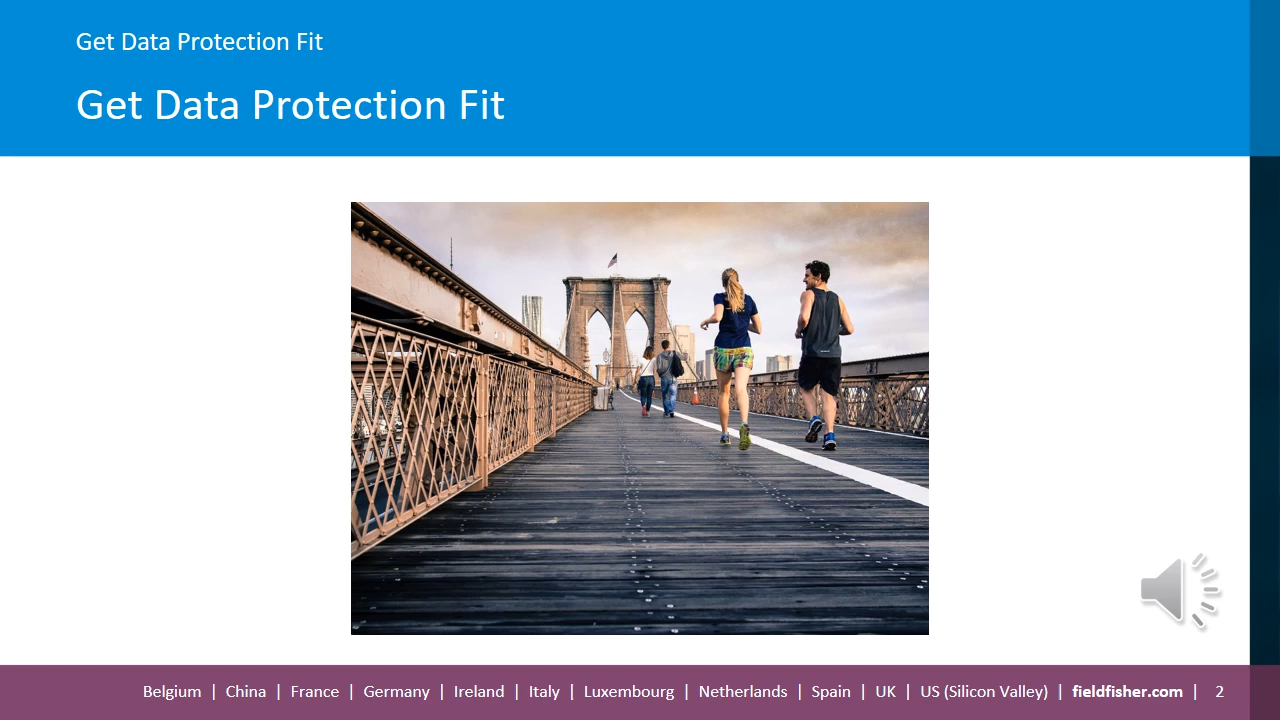 Get Data Protection Fit
Get Data Protection Fit
Belgium | China | France | Germany | Ireland | Italy | Luxembourg | Netherlands | Spain | UK | US (Silicon Valley) | fieldfisher.com | 2